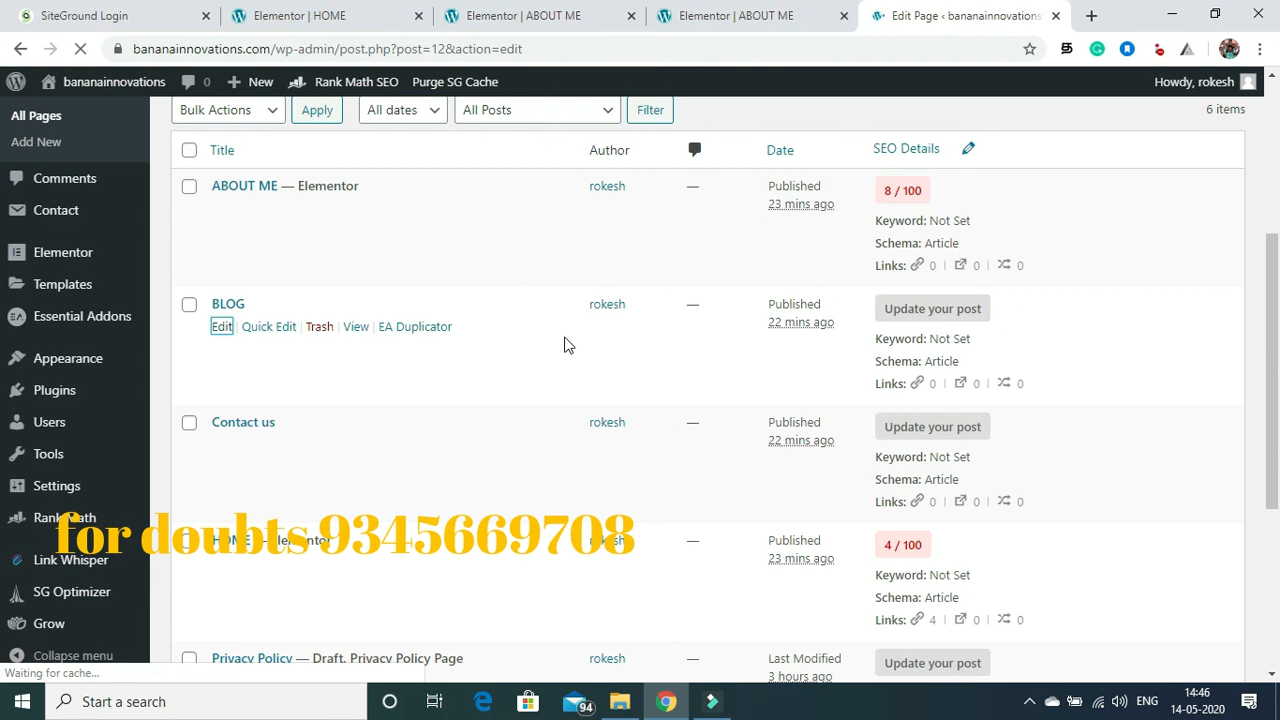 SiteGround Login
Elementor | HOME
Elementor | ABOUT ME
Elementor | ABOUT ME
Edit Page ‹ bananainnovations
bananainnovations.com/wp-admin/post.php?post=12&action=edit
bananainnovations
0
New
Rank Math SEO
Purge SG Cache
Howdy, rokesh
All Pages
Add New
Comments
Contact
Elementor
Templates
Essential Addons
Appearance
Plugins
Users
Tools
Settings
Rank Math
Link Whisper
SG Optimizer
Grow
Collapse menu
Bulk Actions
Apply
All dates
All Posts
Filter
6 items
Title
Author
Date
SEO Details
ABOUT ME — Elementor
rokesh
—
Published
23 mins ago
8 / 100
Keyword: Not Set
Schema: Article
Links: 0 | 0 | 0
BLOG
Edit | Quick Edit | Trash | View | EA Duplicator
rokesh
—
Published
22 mins ago
Update your post
Keyword: Not Set
Schema: Article
Links: 0 | 0 | 0
Contact us
rokesh
—
Published
22 mins ago
Update your post
Keyword: Not Set
Schema: Article
Links: 0 | 0 | 0
for doubts 9345669708
HOME — Elementor
rokesh
—
Published
23 mins ago
4 / 100
Keyword: Not Set
Schema: Article
Links: 4 | 0 | 0
Privacy Policy — Draft, Privacy Policy Page
Last Modified
3 hours ago
Update your post
Waiting for cache...
Start a search
94
ENG
14:46
14-05-2020